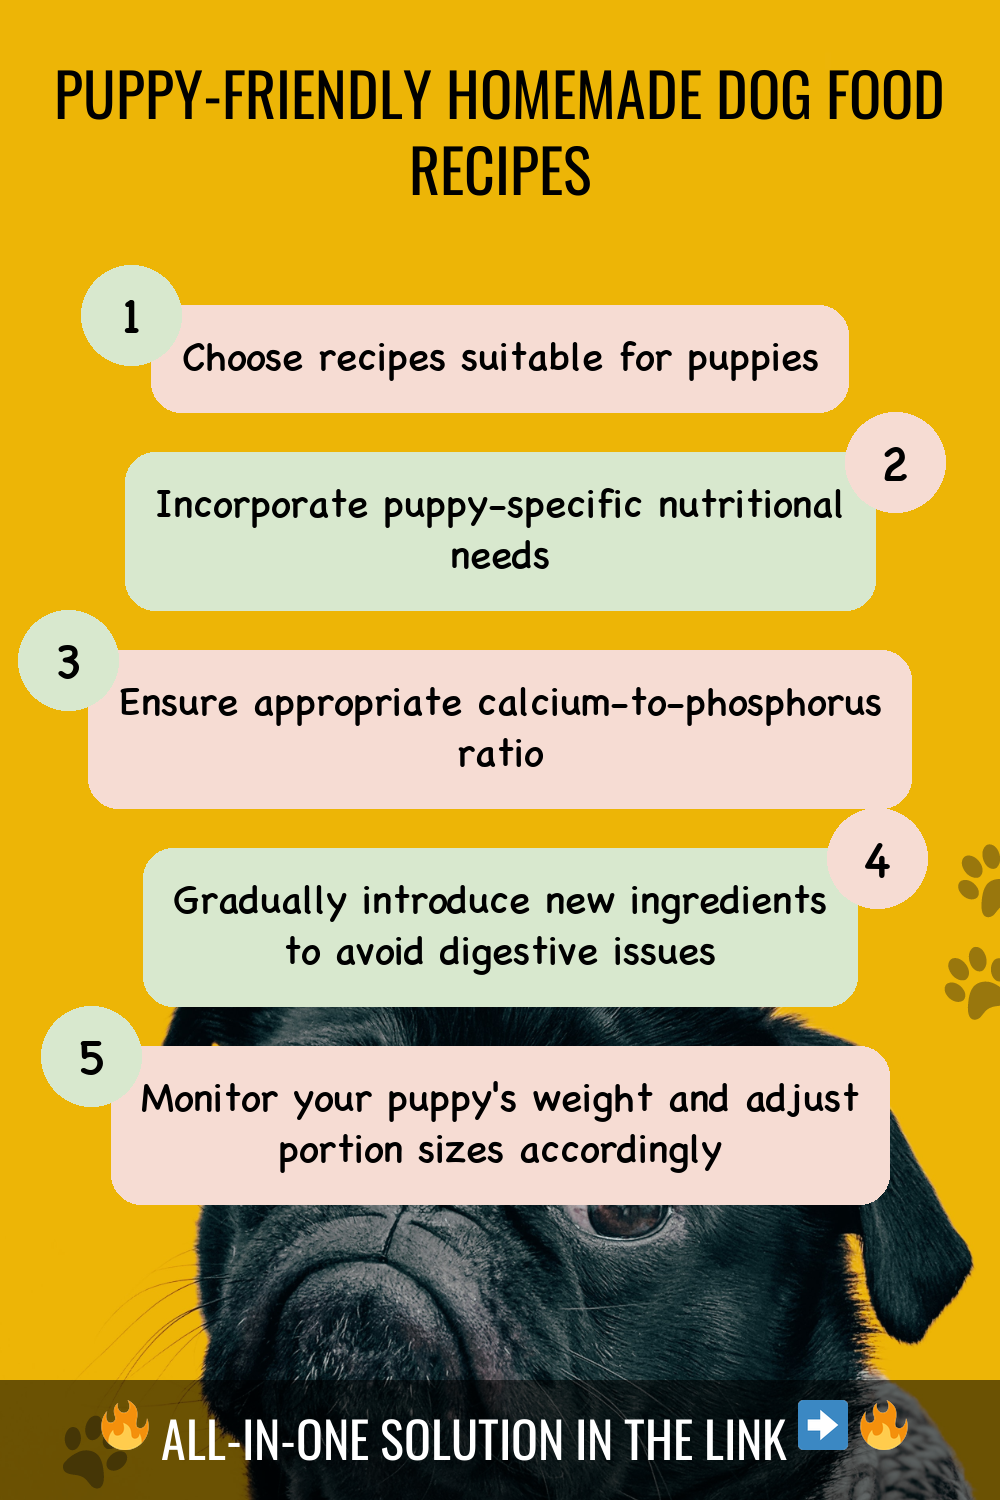 PUPPY-FRIENDLY HOMEMADE DOG FOOD
RECIPES
1
Choose recipes suitable for puppies
2
Incorporate puppy-specific nutritional
needs
3
Ensure appropriate calcium-to-phosphorus
ratio
4
Gradually introduce new ingredients
to avoid digestive issues
5
Monitor your puppy's weight and adjust
portion sizes accordingly
ALL-IN-ONE SOLUTION IN THE LINK